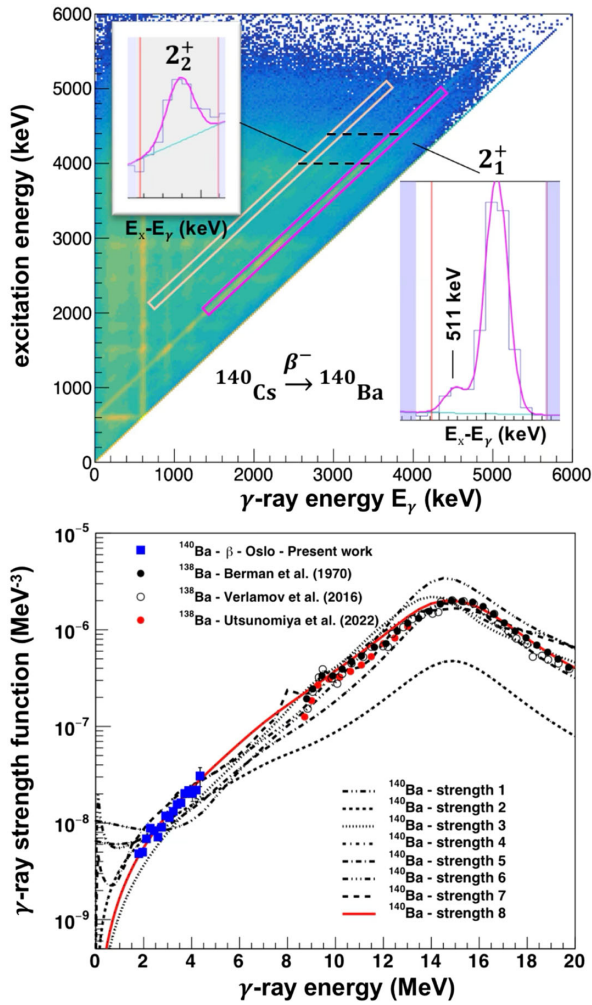 6000
5000
4000
3000
2000
1000
0
excitation energy (keV)
2₂⁺
Eₓ-Eᵧ (keV)
2₁⁺
511 keV
Eₓ-Eᵧ (keV)
¹⁴⁰Cs β⁻ → ¹⁴⁰Ba
0 1000 2000 3000 4000 5000 6000
γ-ray energy Eᵧ (keV)
10⁻⁵
10⁻⁶
10⁻⁷
10⁻⁸
10⁻⁹
γ-ray strength function (MeV⁻³)
¹⁴⁰Ba - β - Oslo - Present work
¹³⁸Ba - Berman et al. (1970)
¹³⁸Ba - Verlamov et al. (2016)
¹³⁸Ba - Utsunomiya et al. (2022)
¹⁴⁰Ba - strength 1
¹⁴⁰Ba - strength 2
¹⁴⁰Ba - strength 3
¹⁴⁰Ba - strength 4
¹⁴⁰Ba - strength 5
¹⁴⁰Ba - strength 6
¹⁴⁰Ba - strength 7
¹⁴⁰Ba - strength 8
0 2 4 6 8 10 12 14 16 18 20
γ-ray energy (MeV)